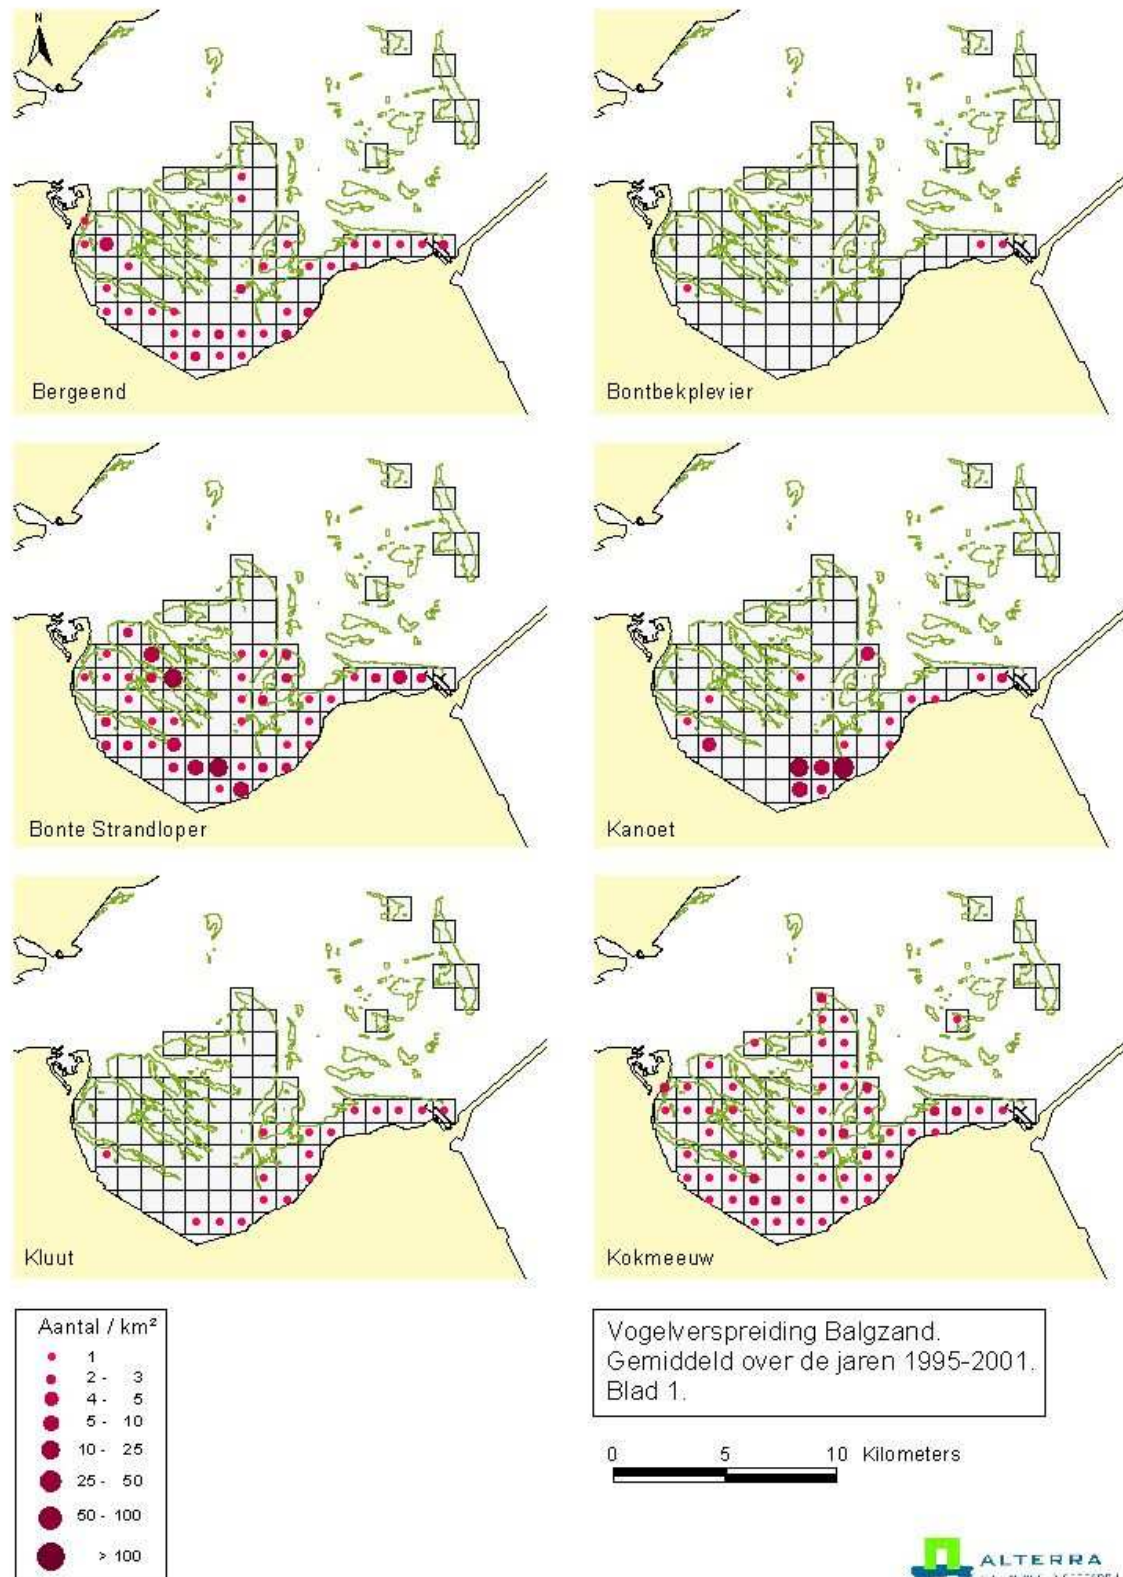 N
Bergeend
Bontbekplevier
Bonte Strandloper
Kanoet
Kluut
Kokmeeuw
Aantal / km²
1
2 - 3
4 - 5
5 - 10
10 - 25
25 - 50
50 - 100
> 100
Vogelverspreiding Balgzand.
Gemiddeld over de jaren 1995-2001.
Blad 1.
0 5 10 Kilometers
ALTERRA